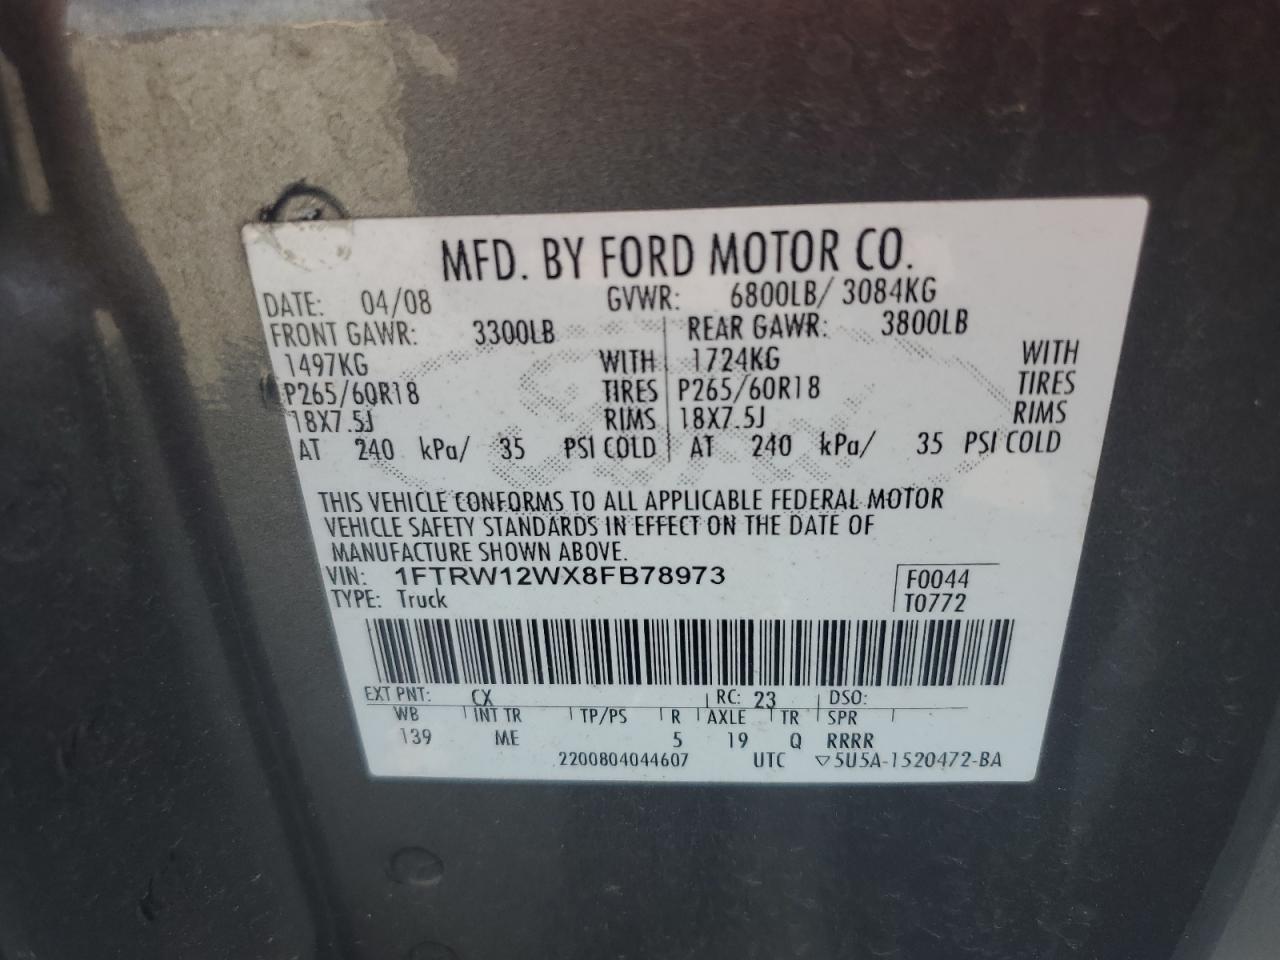 MFD. BY FORD MOTOR CO.
DATE: 04/08 GVWR: 6800LB/ 3084KG
FRONT GAWR: 3300LB REAR GAWR: 3800LB
1497KG WITH 1724KG WITH
P265/60R18 TIRES P265/60R18 TIRES
18X7.5J RIMS 18X7.5J RIMS
AT 240 kPa/ 35 PSI COLD AT 240 kPa/ 35 PSI COLD
THIS VEHICLE CONFORMS TO ALL APPLICABLE FEDERAL MOTOR
VEHICLE SAFETY STANDARDS IN EFFECT ON THE DATE OF
MANUFACTURE SHOWN ABOVE.
VIN: 1FTRW12WX8FB78973 F0044
TYPE: Truck T0772
EXT PNT: CX RC: 23 DSO:
WB INT TR TP/PS R AXLE TR SPR
139 ME 5 19 Q RRRR
2200804044607 UTC ▽5U5A-1520472-BA